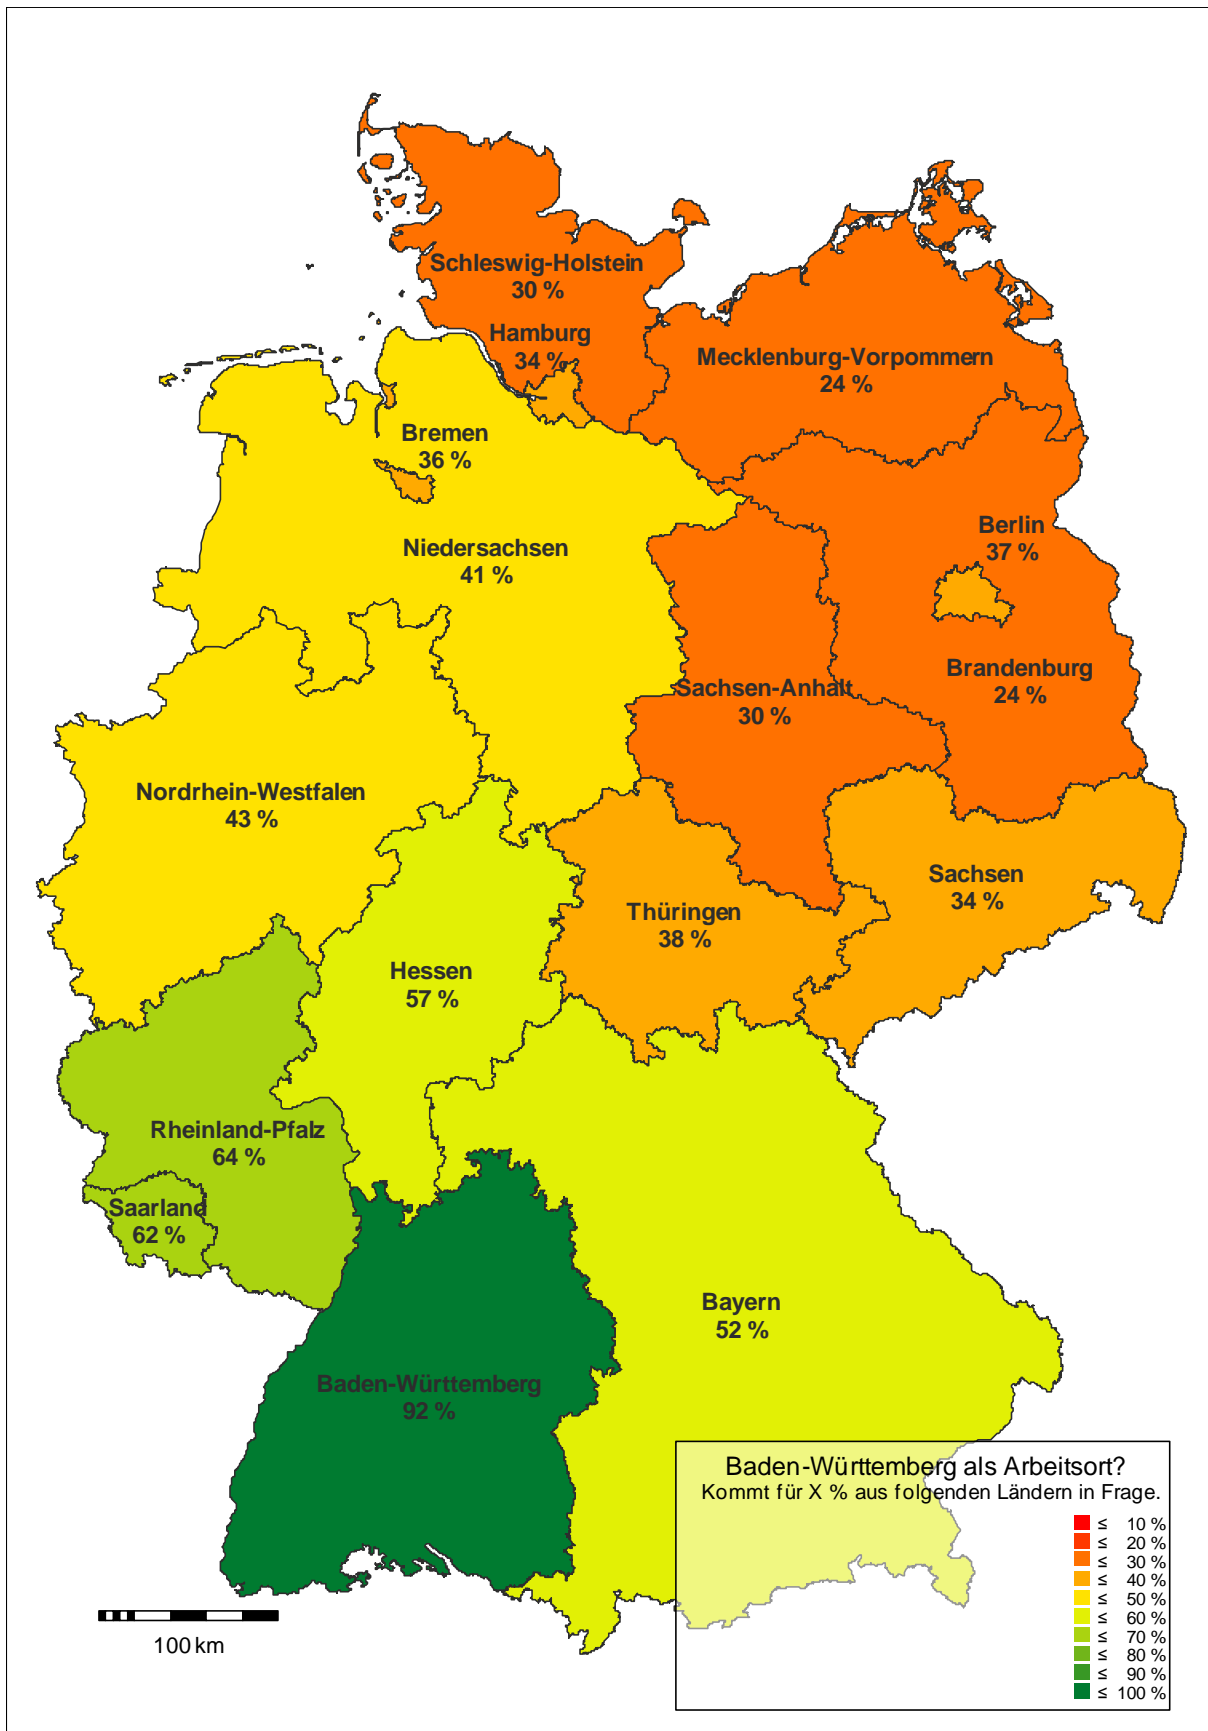 Schleswig-Holstein
30 %
Hamburg
34 %
Mecklenburg-Vorpommern
24 %
Bremen
36 %
Berlin
37 %
Niedersachsen
41 %
Brandenburg
24 %
Sachsen-Anhalt
30 %
Nordrhein-Westfalen
43 %
Sachsen
34 %
Thüringen
38 %
Hessen
57 %
Rheinland-Pfalz
64 %
Saarland
62 %
Bayern
52 %
Baden-Württemberg
92 %
Baden-Württemberg als Arbeitsort?
Kommt für X % aus folgenden Ländern in Frage.
≤ 10 %
≤ 20 %
≤ 30 %
≤ 40 %
≤ 50 %
≤ 60 %
≤ 70 %
≤ 80 %
≤ 90 %
≤ 100 %
100 km